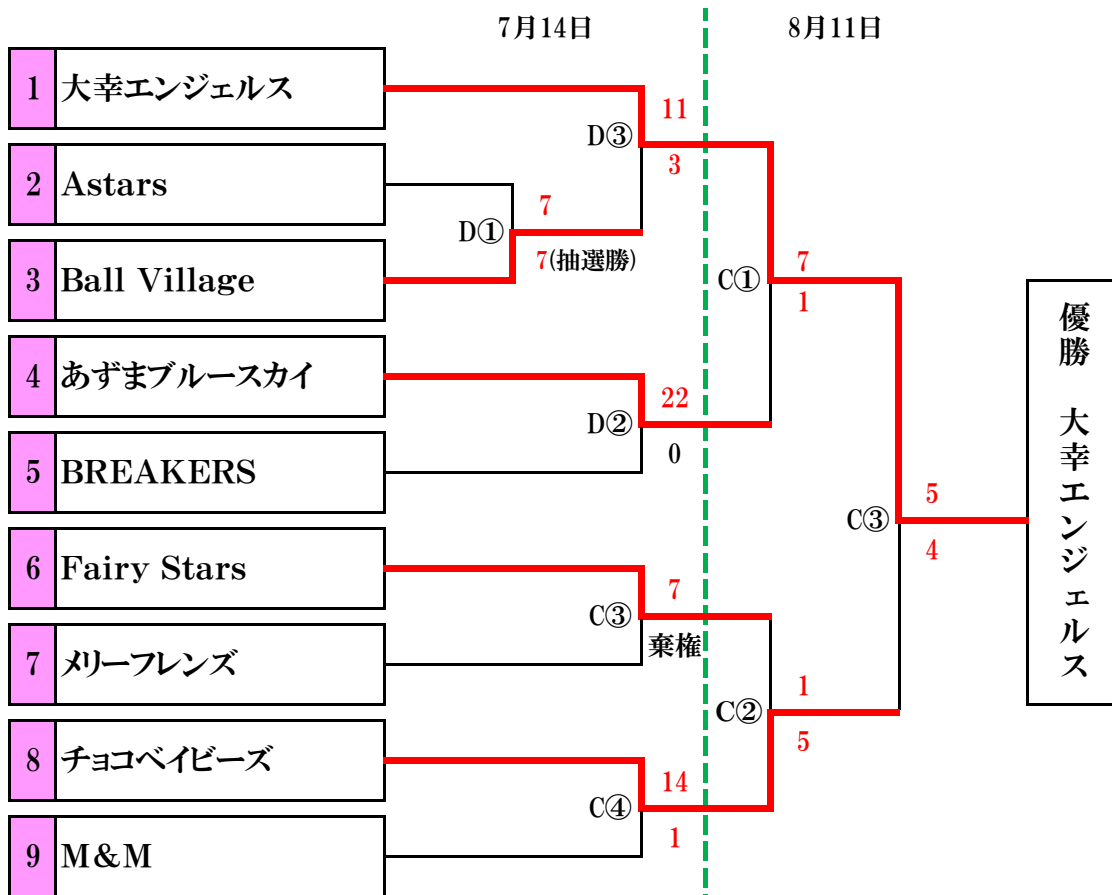 7月14日
8月11日
1 大幸エンジェルス
11
D③
3
2 Astars
7
D①
7(抽選勝)
3 Ball Village
7
C①
1
4 あずまブルースカイ
22
D②
0
5 BREAKERS
5
C③
4
優勝 大幸エンジェルス
6 Fairy Stars
7
C③
棄権
7 メリーフレンズ
1
C②
5
8 チョコベイビーズ
14
C④
1
9 M&M